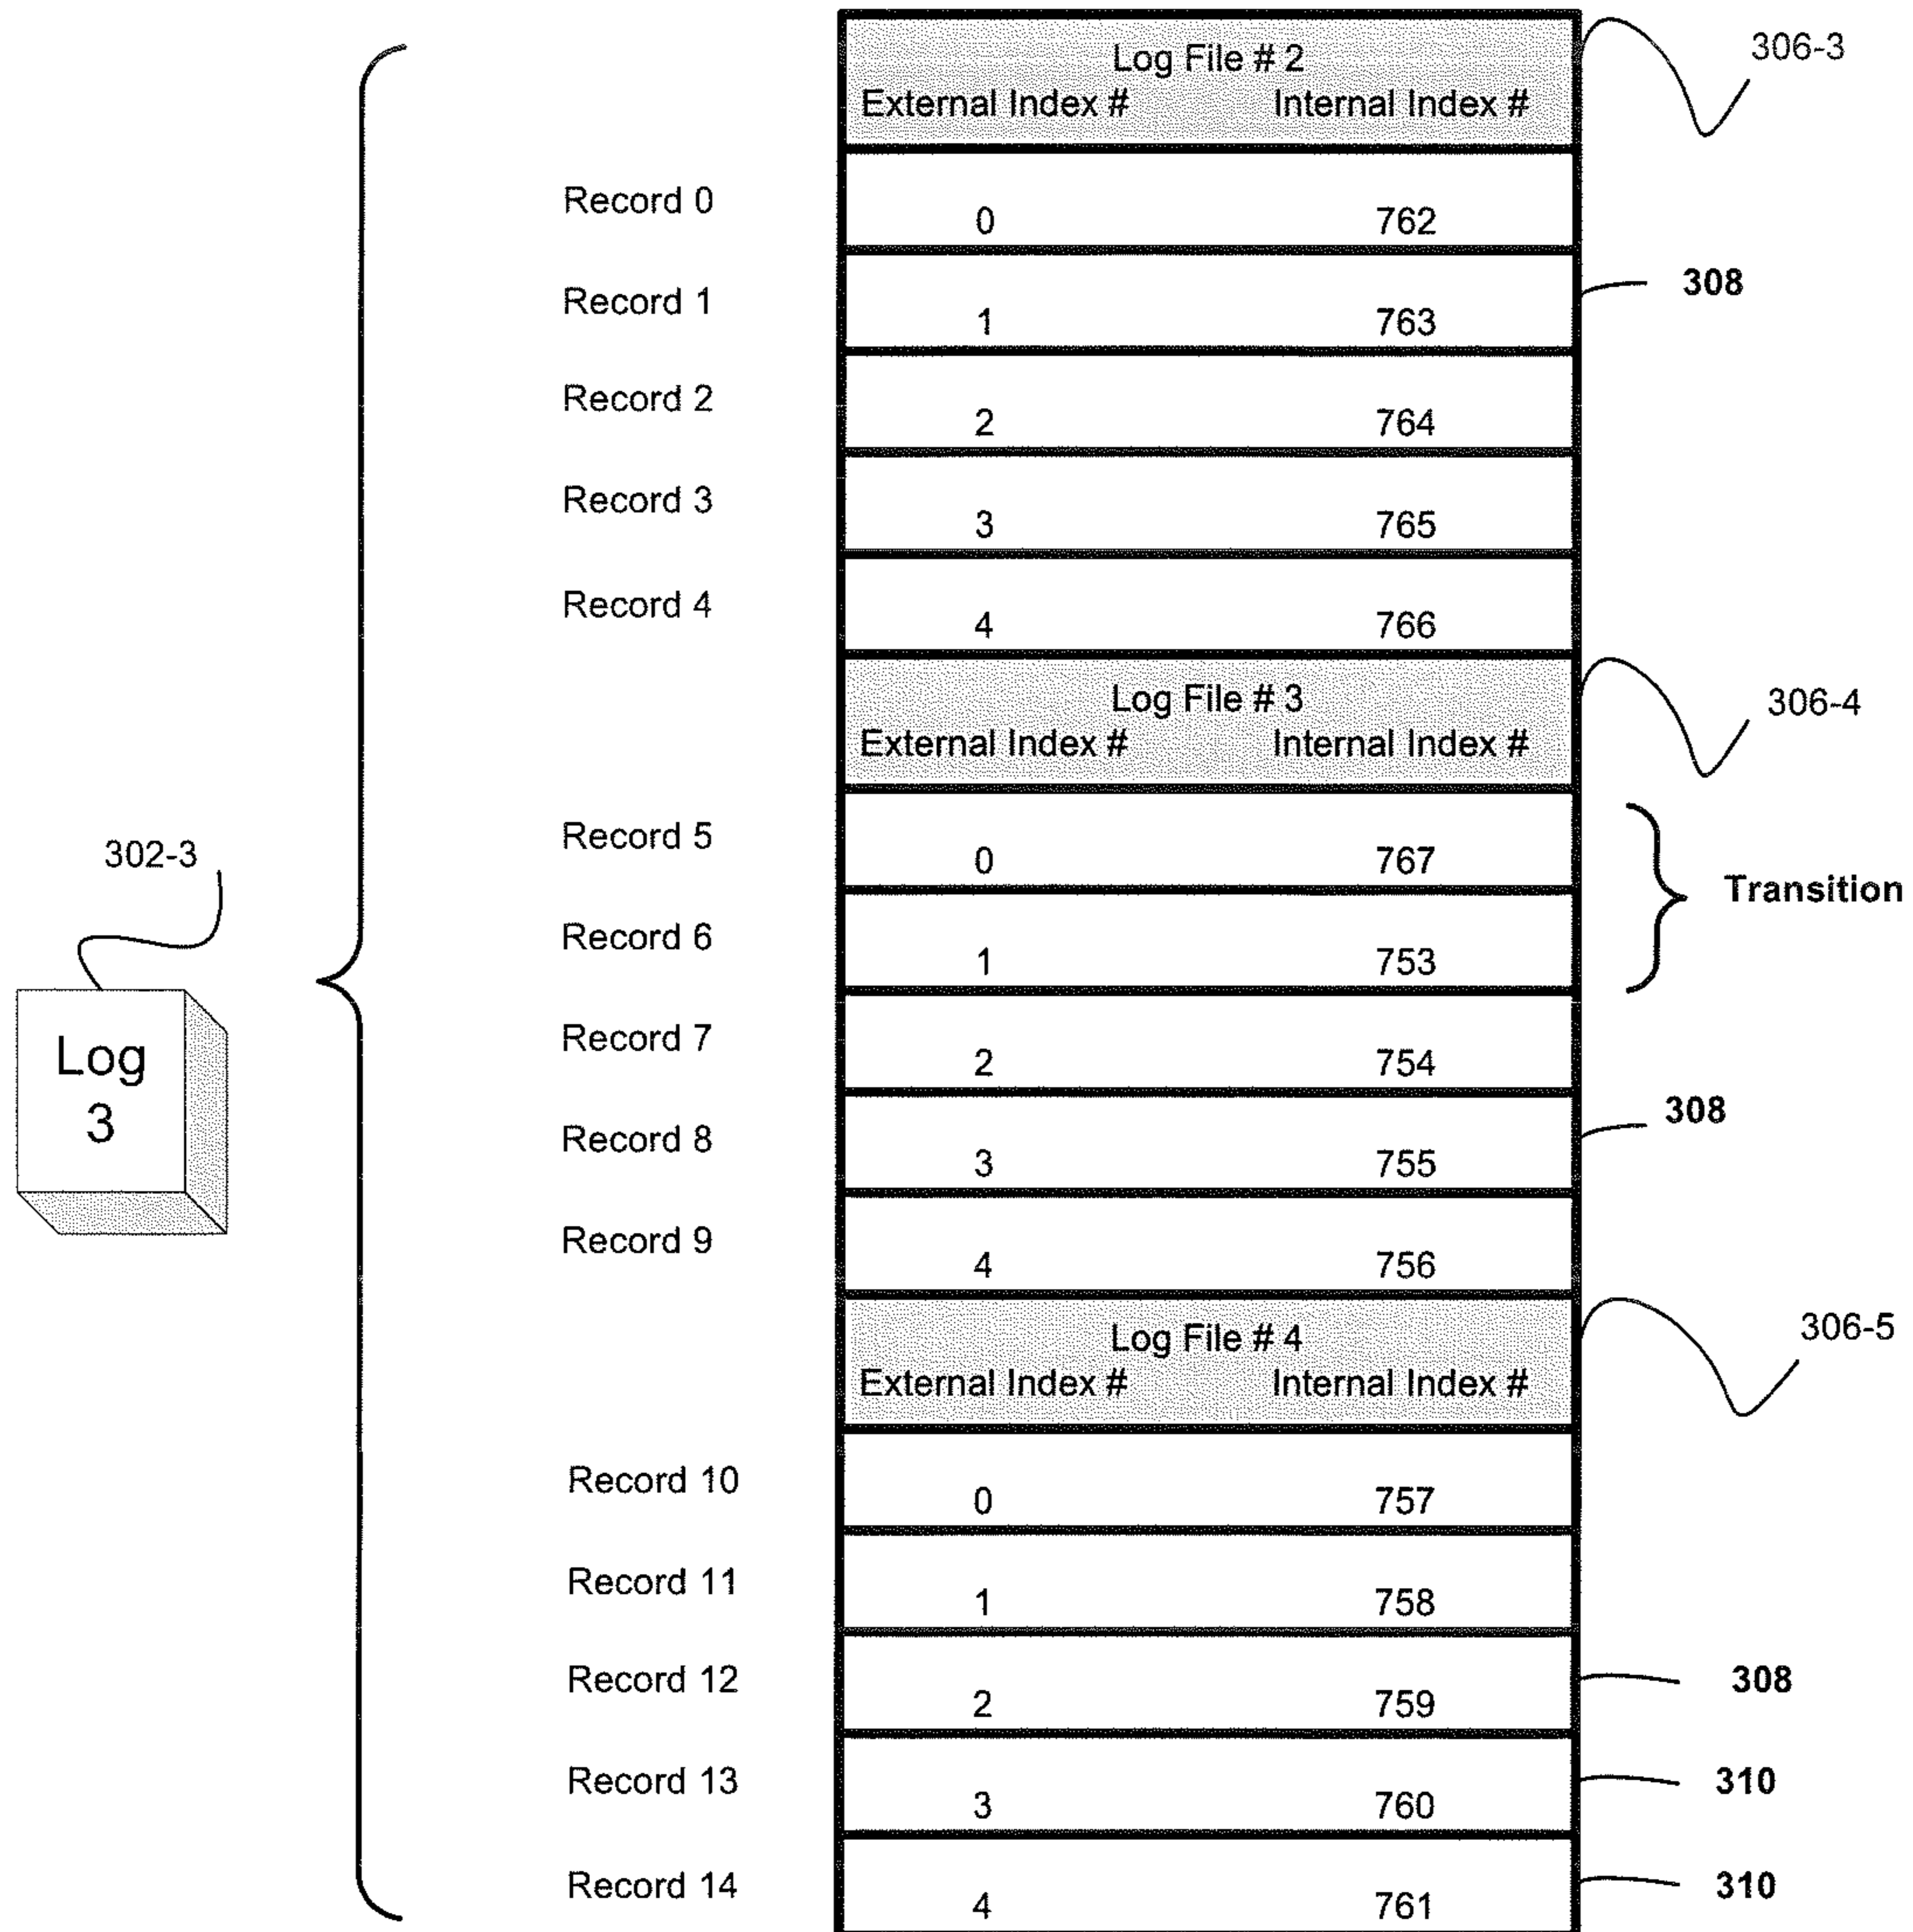 Log File # 2
306-3
External Index # Internal Index #
Record 0 0 762
Record 1 1 763 308
Record 2 2 764
Record 3 3 765
Record 4 4 766
Log File # 3
306-4
External Index # Internal Index #
Record 5 0 767
302-3
Transition
Record 6 1 753
Record 7 2 754
Log
3
Record 8 3 755 308
Record 9 4 756
Log File # 4
306-5
External Index # Internal Index #
Record 10 0 757
Record 11 1 758
Record 12 2 759 308
Record 13 3 760 310
Record 14 4 761 310